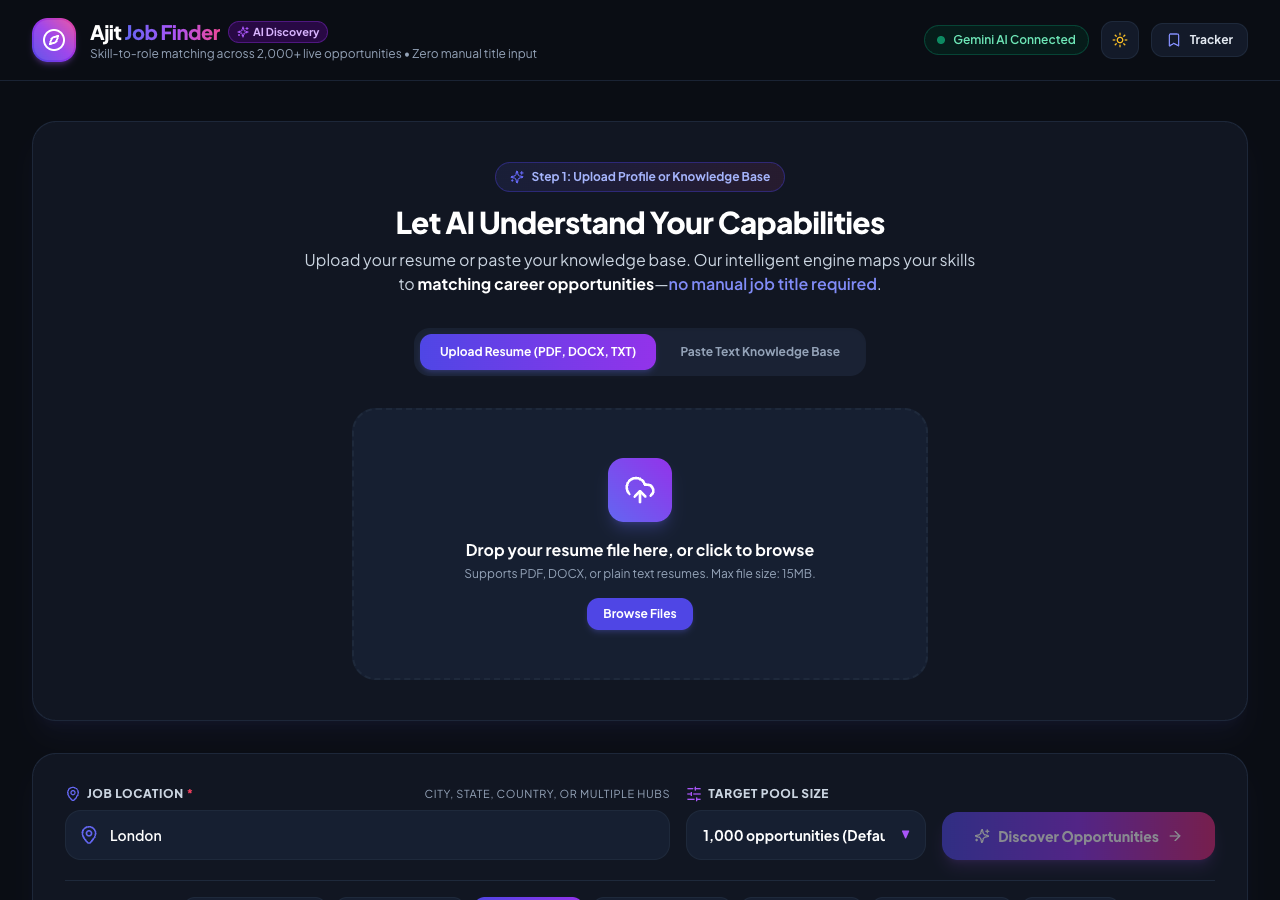 Ajit Job Finder AI Discovery
Skill-to-role matching across 2,000+ live opportunities • Zero manual title input
Gemini AI Connected
Tracker
Step 1: Upload Profile or Knowledge Base
Let AI Understand Your Capabilities
Upload your resume or paste your knowledge base. Our intelligent engine maps your skills
to matching career opportunities—no manual job title required.
Upload Resume (PDF, DOCX, TXT)
Paste Text Knowledge Base
Drop your resume file here, or click to browse
Supports PDF, DOCX, or plain text resumes. Max file size: 15MB.
Browse Files
JOB LOCATION *
CITY, STATE, COUNTRY, OR MULTIPLE HUBS
TARGET POOL SIZE
London
1,000 opportunities (Defau
Discover Opportunities →